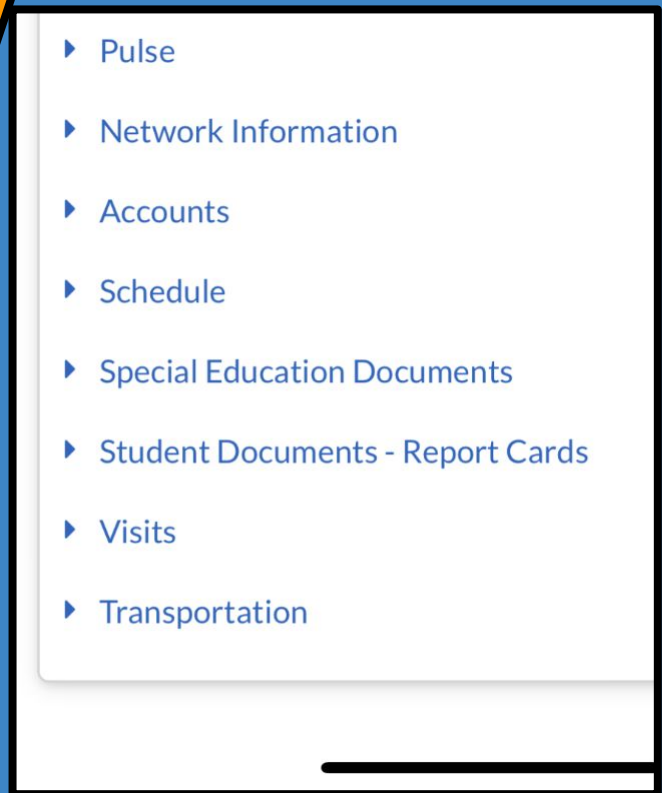 Pulse
Network Information
Accounts
Schedule
Special Education Documents
Student Documents - Report Cards
Visits
Transportation